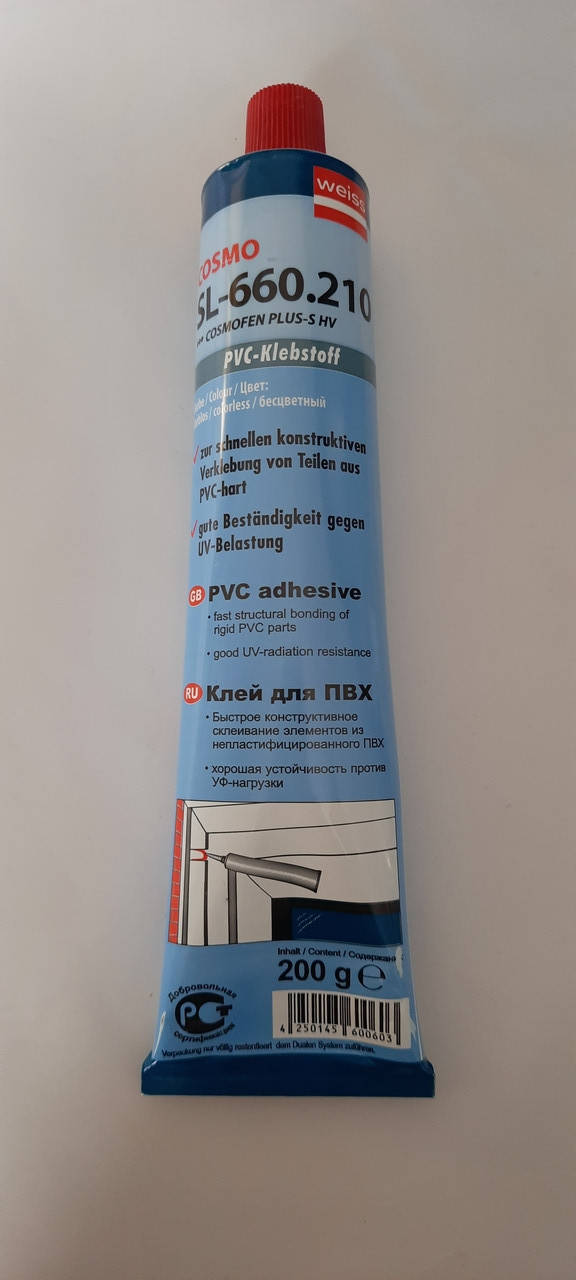 weiss
COSMO
SL-660.210
COSMOFEN PLUS-S HV
PVC-Klebstoff
/ Colour / Цвет:
/ colorless / бесцветный
zur schnellen konstruktiven
Verklebung von Teilen aus
PVC-hart
gute Beständigkeit gegen
UV-Belastung
GB PVC adhesive
• fast structural bonding of
rigid PVC parts
• good UV-radiation resistance
RU Клей для ПВХ
• Быстрое конструктивное
склеивание элементов из
непластифицированного ПВХ
• хорошая устойчивость против
УФ-нагрузки
Inhalt / Content / Содержание
200 g ℮
Добровольная
РСТ
сертификация
4 250145 600603
Verpackung nur völlig restentleert dem Dualen System zuführen.